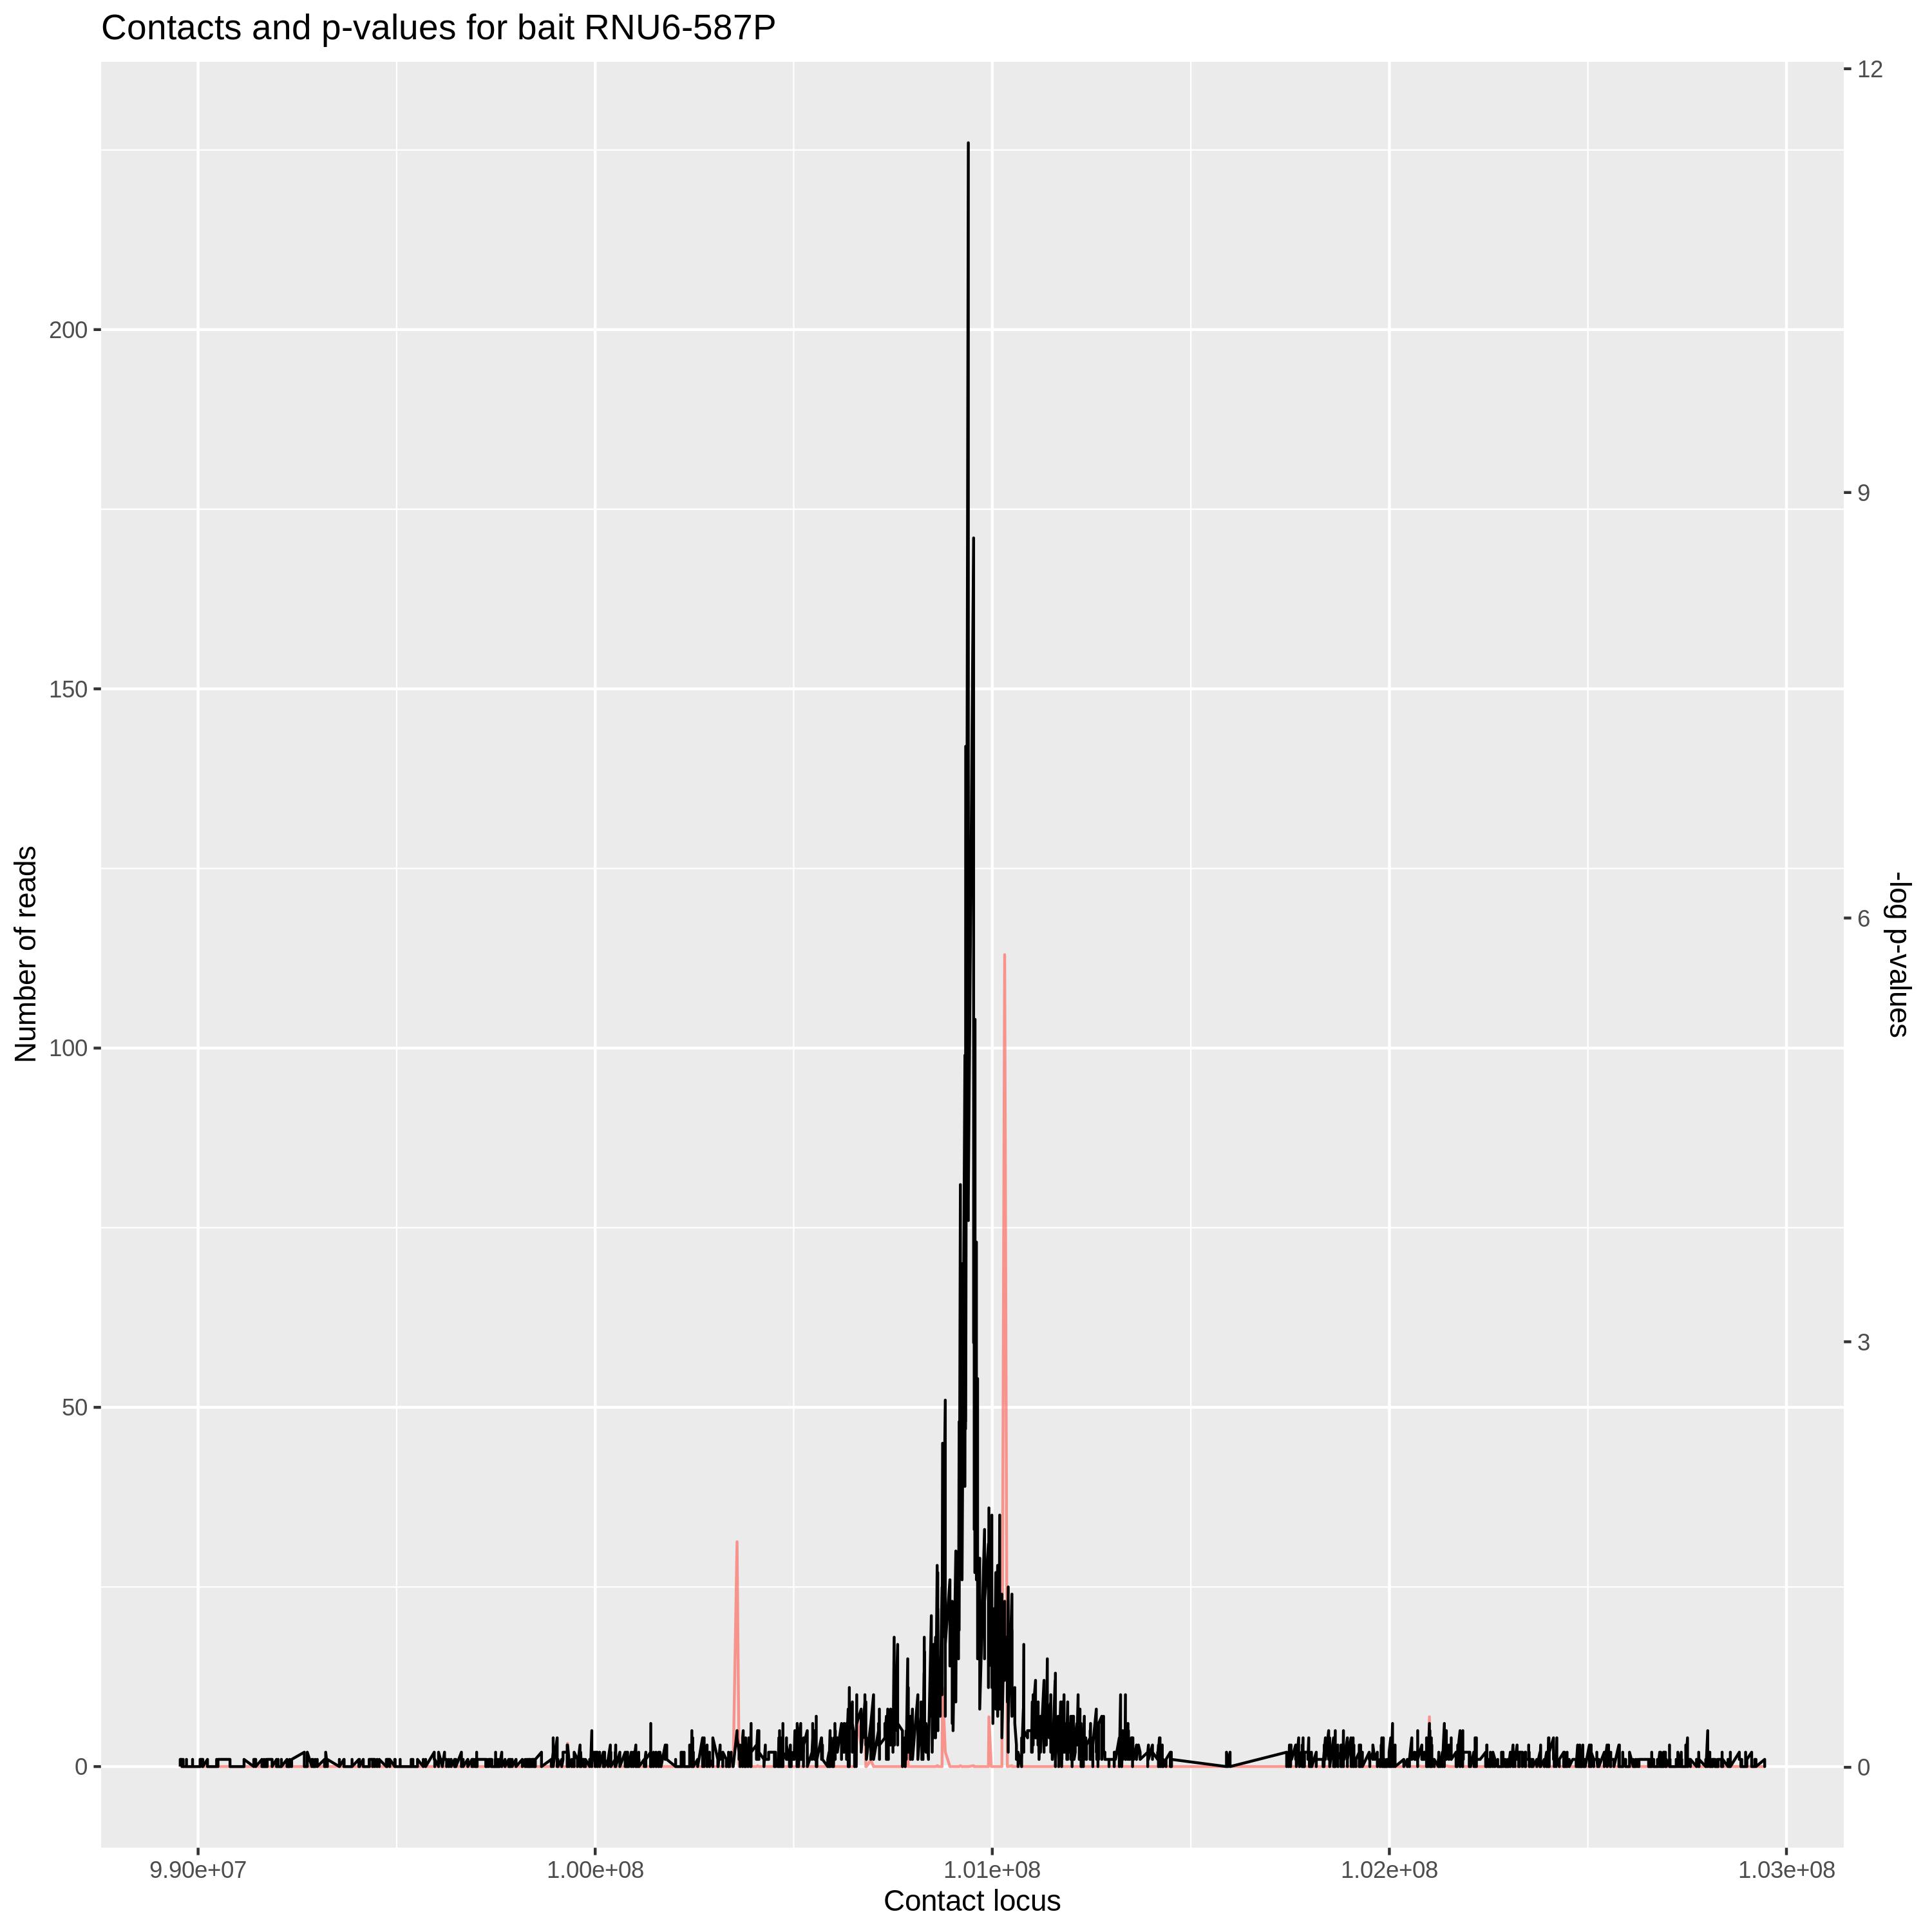 Contacts and p-values for bait RNU6-587P
12
9
6
3
0
-log p-values
200
150
100
50
0
Number of reads
9.90e+07 1.00e+08 1.01e+08 1.02e+08 1.03e+08
Contact locus